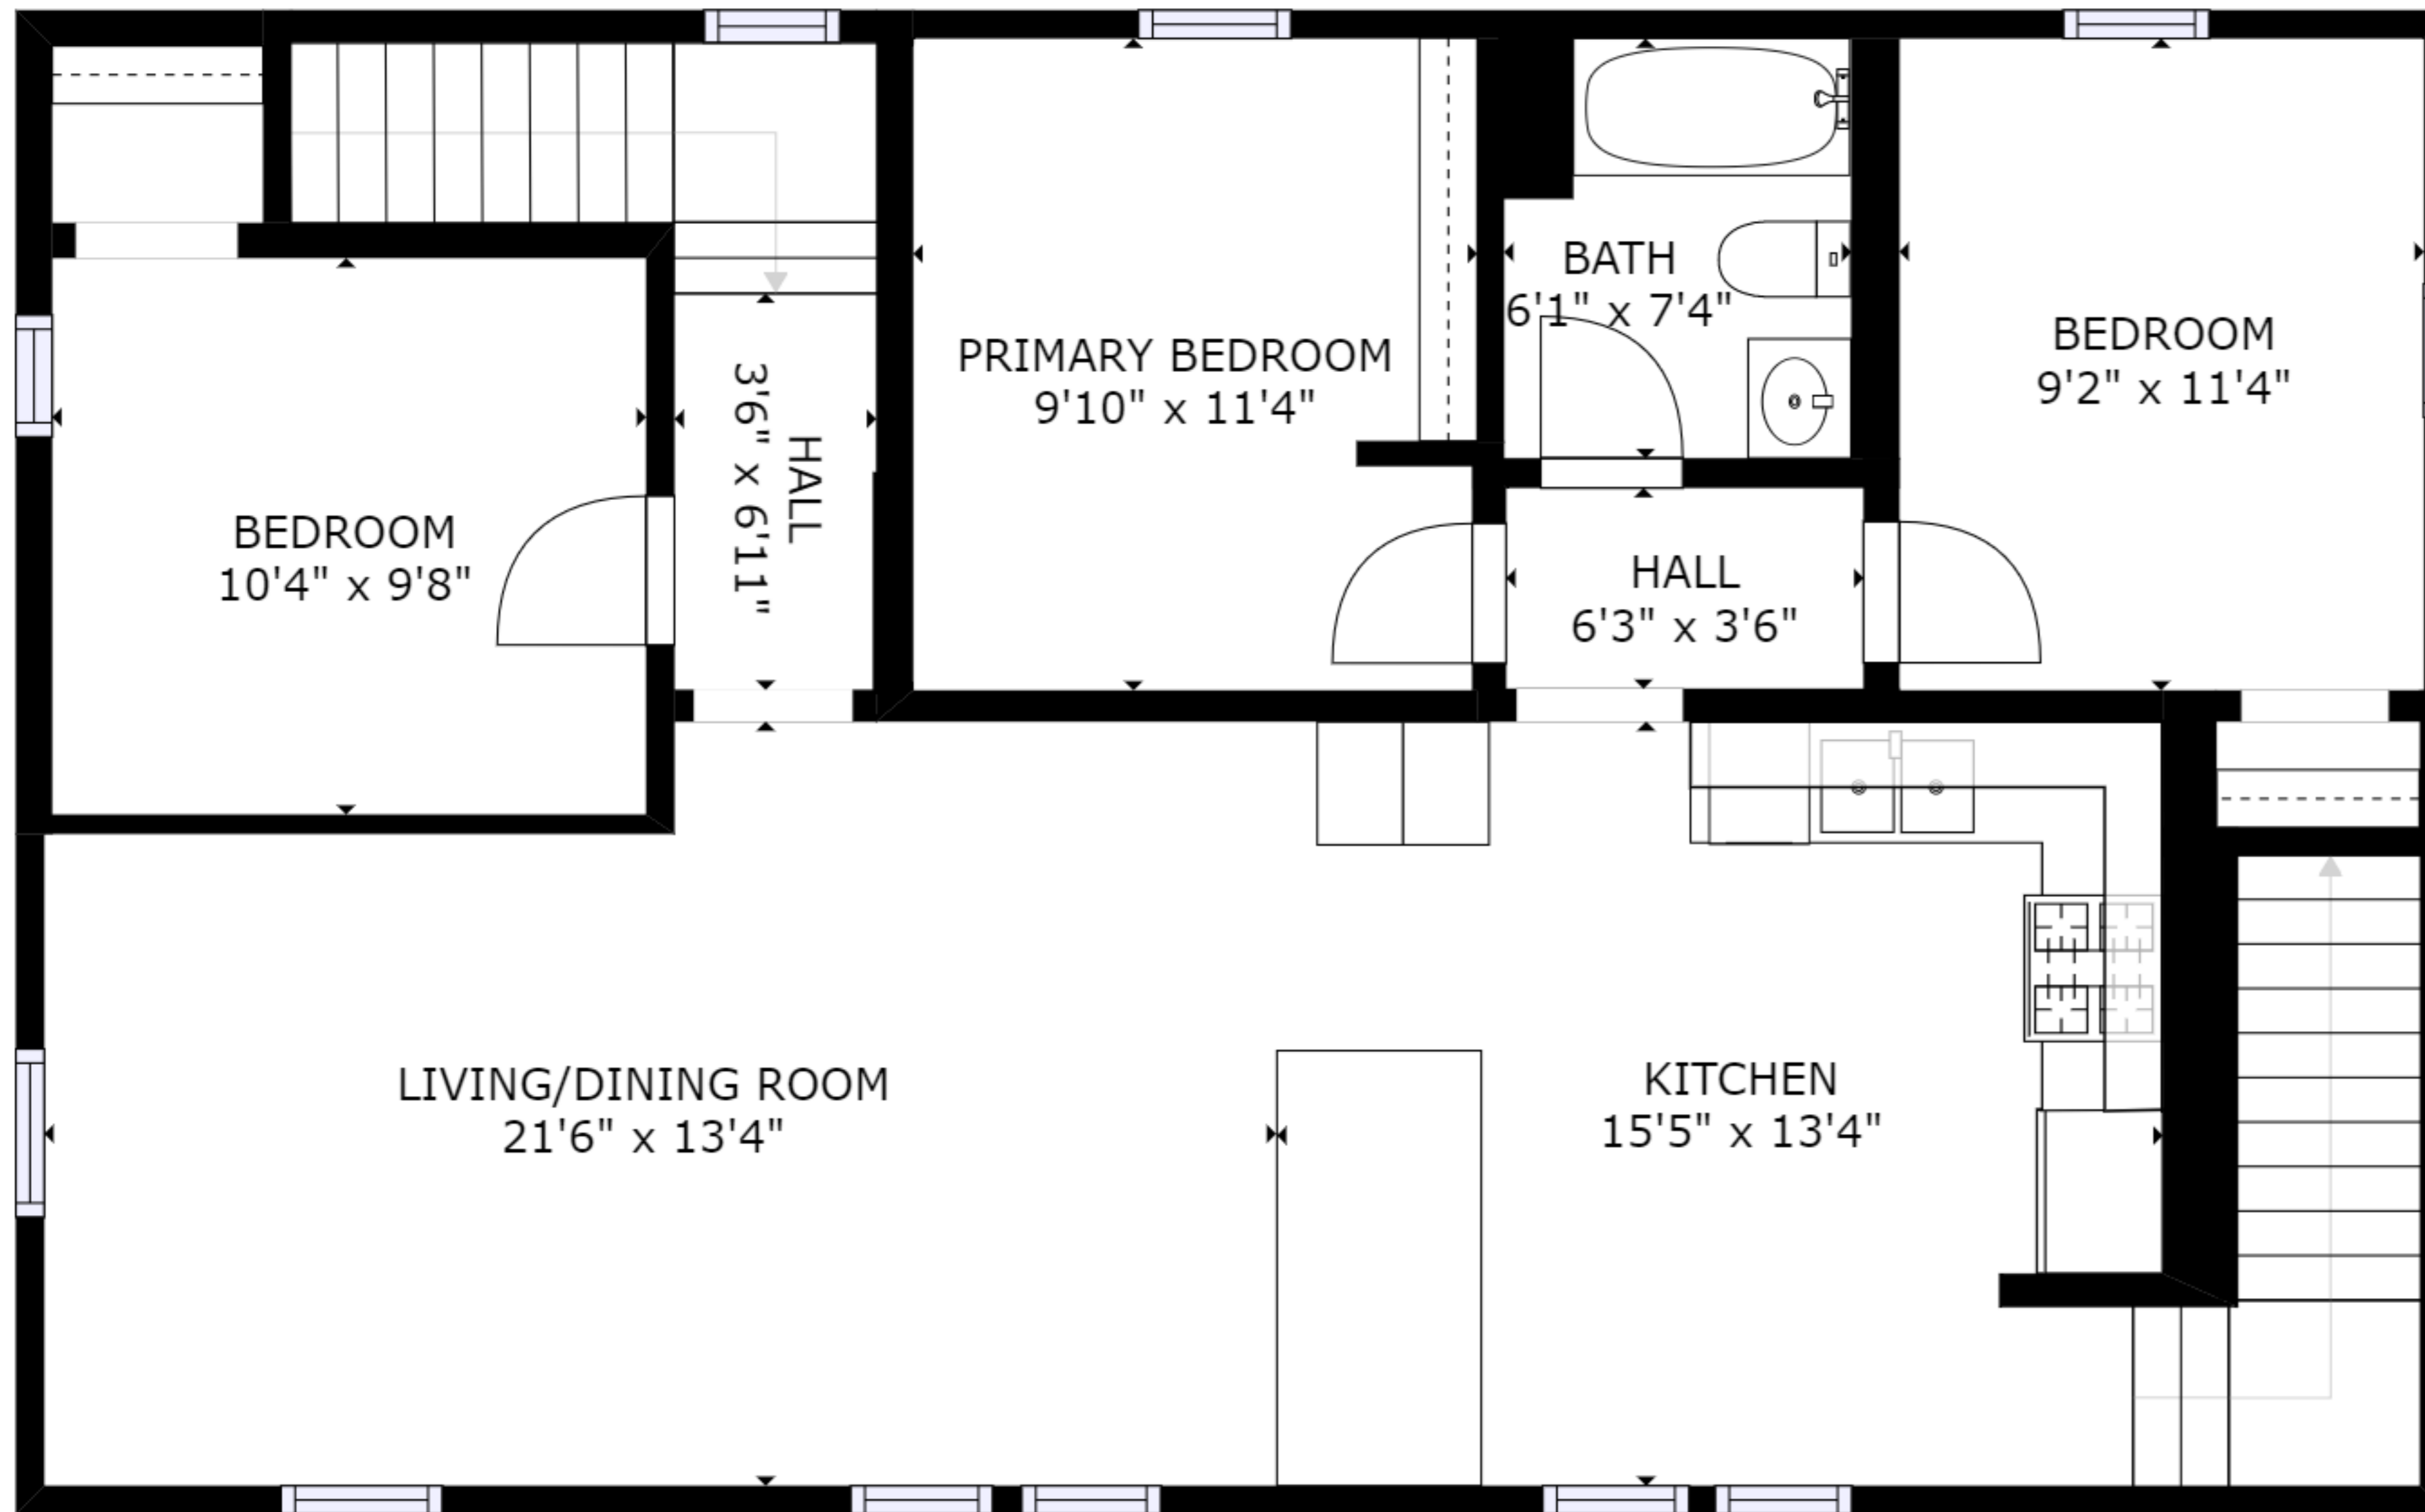 BATH
6'1" x 7'4"
PRIMARY BEDROOM
9'10" x 11'4"
BEDROOM
9'2" x 11'4"
HALL
3'6" x 6'11"
BEDROOM
10'4" x 9'8"
HALL
6'3" x 3'6"
LIVING/DINING ROOM
21'6" x 13'4"
KITCHEN
15'5" x 13'4"